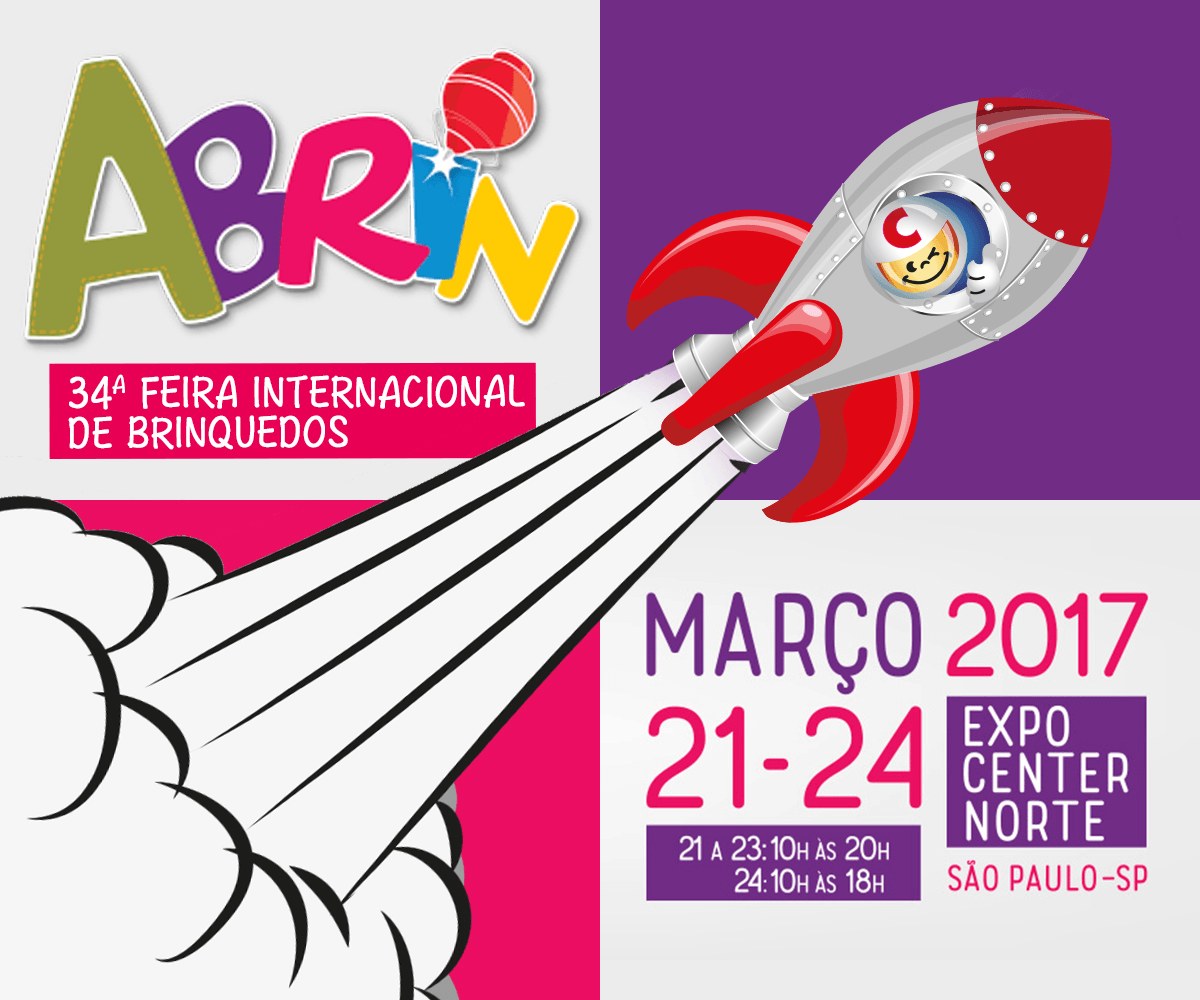 ABRIN
34ª FEIRA INTERNACIONAL
DE BRINQUEDOS
C
MARÇO 2017
21-24
EXPO
CENTER
NORTE
21 A 23:10H ÀS 20H
24:10H ÀS 18H
SÃO PAULO-SP